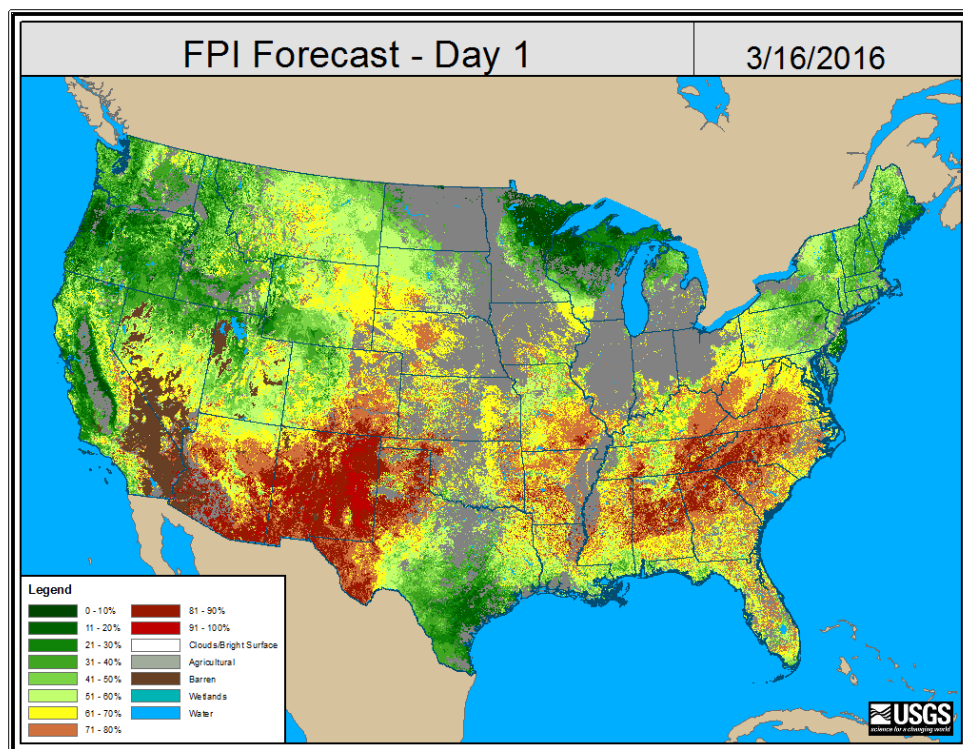 FPI Forecast - Day 1
3/16/2016
Legend
0 - 10%
11 - 20%
21 - 30%
31 - 40%
41 - 50%
51 - 60%
61 - 70%
71 - 80%
81 - 90%
91 - 100%
Clouds/Bright Surface
Agricultural
Barren
Wetlands
Water
USGS
science for a changing world